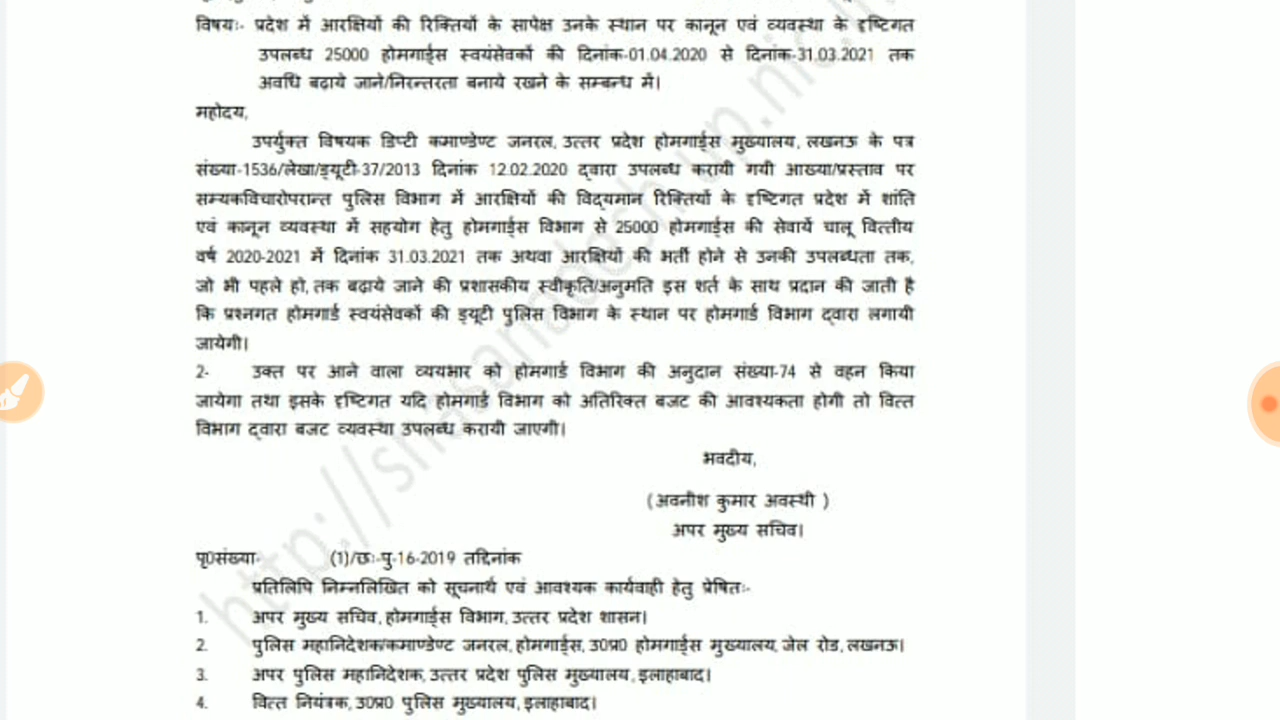 विषयः- प्रदेश में आरक्षियों की रिक्तियों के सापेक्ष उनके स्थान पर कानून एवं व्यवस्था के दृष्टिगत
उपलब्ध 25000 होमगार्ड्स स्वयंसेवकों की दिनांक-01.04.2020 से दिनांक-31.03.2021 तक
अवधि बढ़ाये जाने/निरन्तरता बनाये रखने के सम्बन्ध में।
महोदय,
उपर्युक्त विषयक डिप्टी कमाण्डेण्ट जनरल, उत्तर प्रदेश होमगार्ड्स मुख्यालय, लखनऊ के पत्र
संख्या-1536/लेखा/ड्यूटी-37/2013 दिनांक 12.02.2020 द्वारा उपलब्ध करायी गयी आख्या/प्रस्ताव पर
सम्यकविचारोपरान्त पुलिस विभाग में आरक्षियों की विद्यमान रिक्तियों के दृष्टिगत प्रदेश में शांति
एवं कानून व्यवस्था में सहयोग हेतु होमगार्ड्स विभाग से 25000 होमगार्ड्स की सेवायें चालू वित्तीय
वर्ष 2020-2021 में दिनांक 31.03.2021 तक अथवा आरक्षियों की भर्ती होने से उनकी उपलब्धता तक,
जो भी पहले हो, तक बढ़ाये जाने की प्रशासकीय स्वीकृति/अनुमति इस शर्त के साथ प्रदान की जाती है
कि प्रश्नगत होमगार्ड स्वयंसेवकों की ड्यूटी पुलिस विभाग के स्थान पर होमगार्ड विभाग द्वारा लगायी
जायेगी।
2- उक्त पर आने वाला व्ययभार को होमगार्ड विभाग की अनुदान संख्या-74 से वहन किया
जायेगा तथा इसके दृष्टिगत यदि होमगार्ड विभाग को अतिरिक्त बजट की आवश्यकता होगी तो वित्त
विभाग द्वारा बजट व्यवस्था उपलब्ध करायी जाएगी।
भवदीय,
(अवनीश कुमार अवस्थी )
अपर मुख्य सचिव।
पृ0संख्या- (1)/छः-पु-16-2019 तद्दिनांक
प्रतिलिपि निम्नलिखित को सूचनार्थ एवं आवश्यक कार्यवाही हेतु प्रेषितः-
1. अपर मुख्य सचिव, होमगार्ड्स विभाग, उत्तर प्रदेश शासन।
2. पुलिस महानिदेशक/कमाण्डेण्ट जनरल, होमगार्ड्स, उ0प्र0 होमगार्ड्स मुख्यालय, जेल रोड, लखनऊ।
3. अपर पुलिस महानिदेशक, उत्तर प्रदेश पुलिस मुख्यालय, इलाहाबाद।
4. वित्त नियंत्रक, उ0प्र0 पुलिस मुख्यालय, इलाहाबाद।
http://shasanadesh.up.nic.in